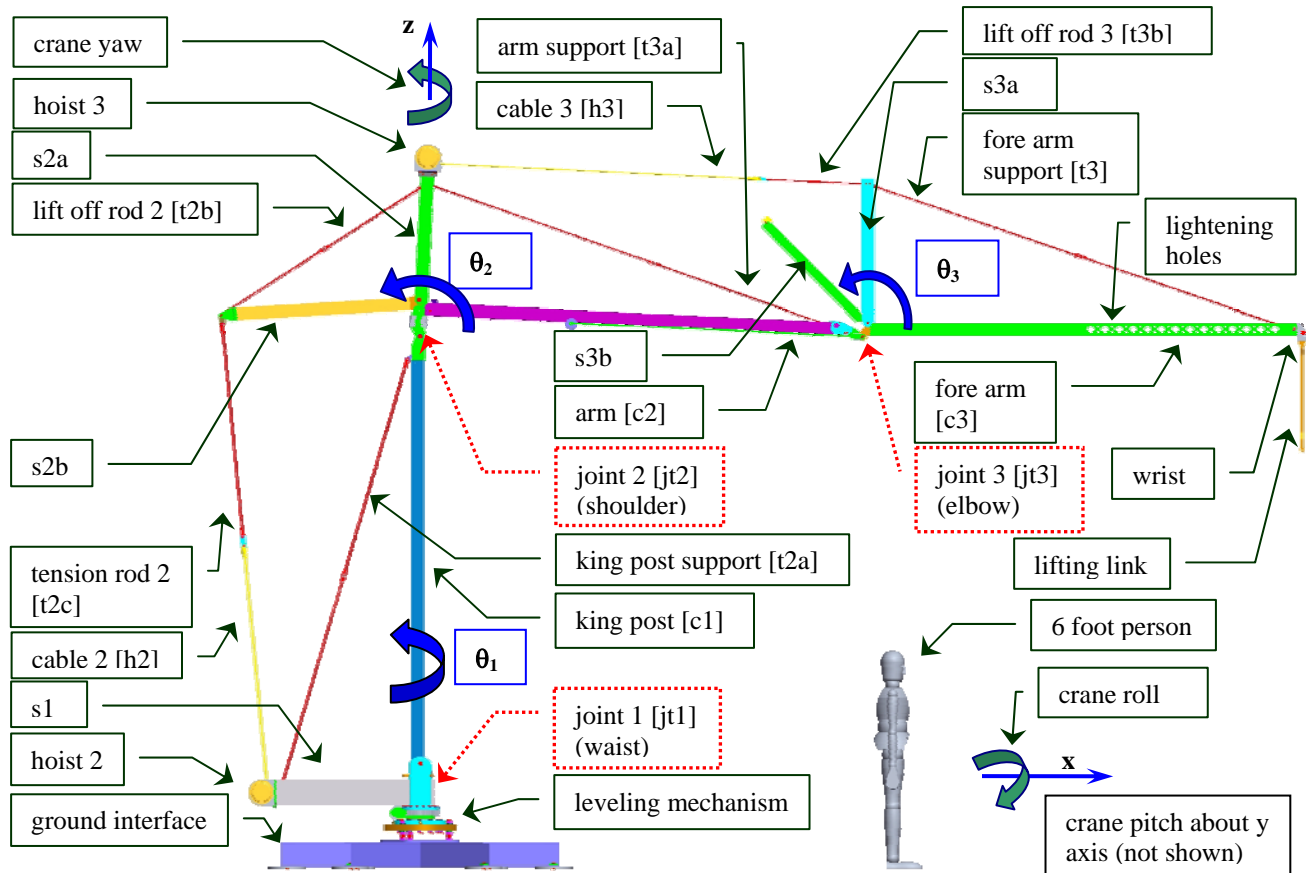 crane yaw
hoist 3
s2a
lift off rod 2 [t2b]
z
arm support [t3a]
cable 3 [h3]
lift off rod 3 [t3b]
s3a
fore arm
support [t3]
lightening
holes
θ2
θ3
s3b
arm [c2]
fore arm
[c3]
s2b
joint 2 [jt2]
(shoulder)
joint 3 [jt3]
(elbow)
wrist
tension rod 2
[t2c]
king post support [t2a]
lifting link
cable 2 [h2]
king post [c1]
6 foot person
θ1
s1
joint 1 [jt1]
(waist)
crane roll
hoist 2
x
ground interface
leveling mechanism
crane pitch about y
axis (not shown)